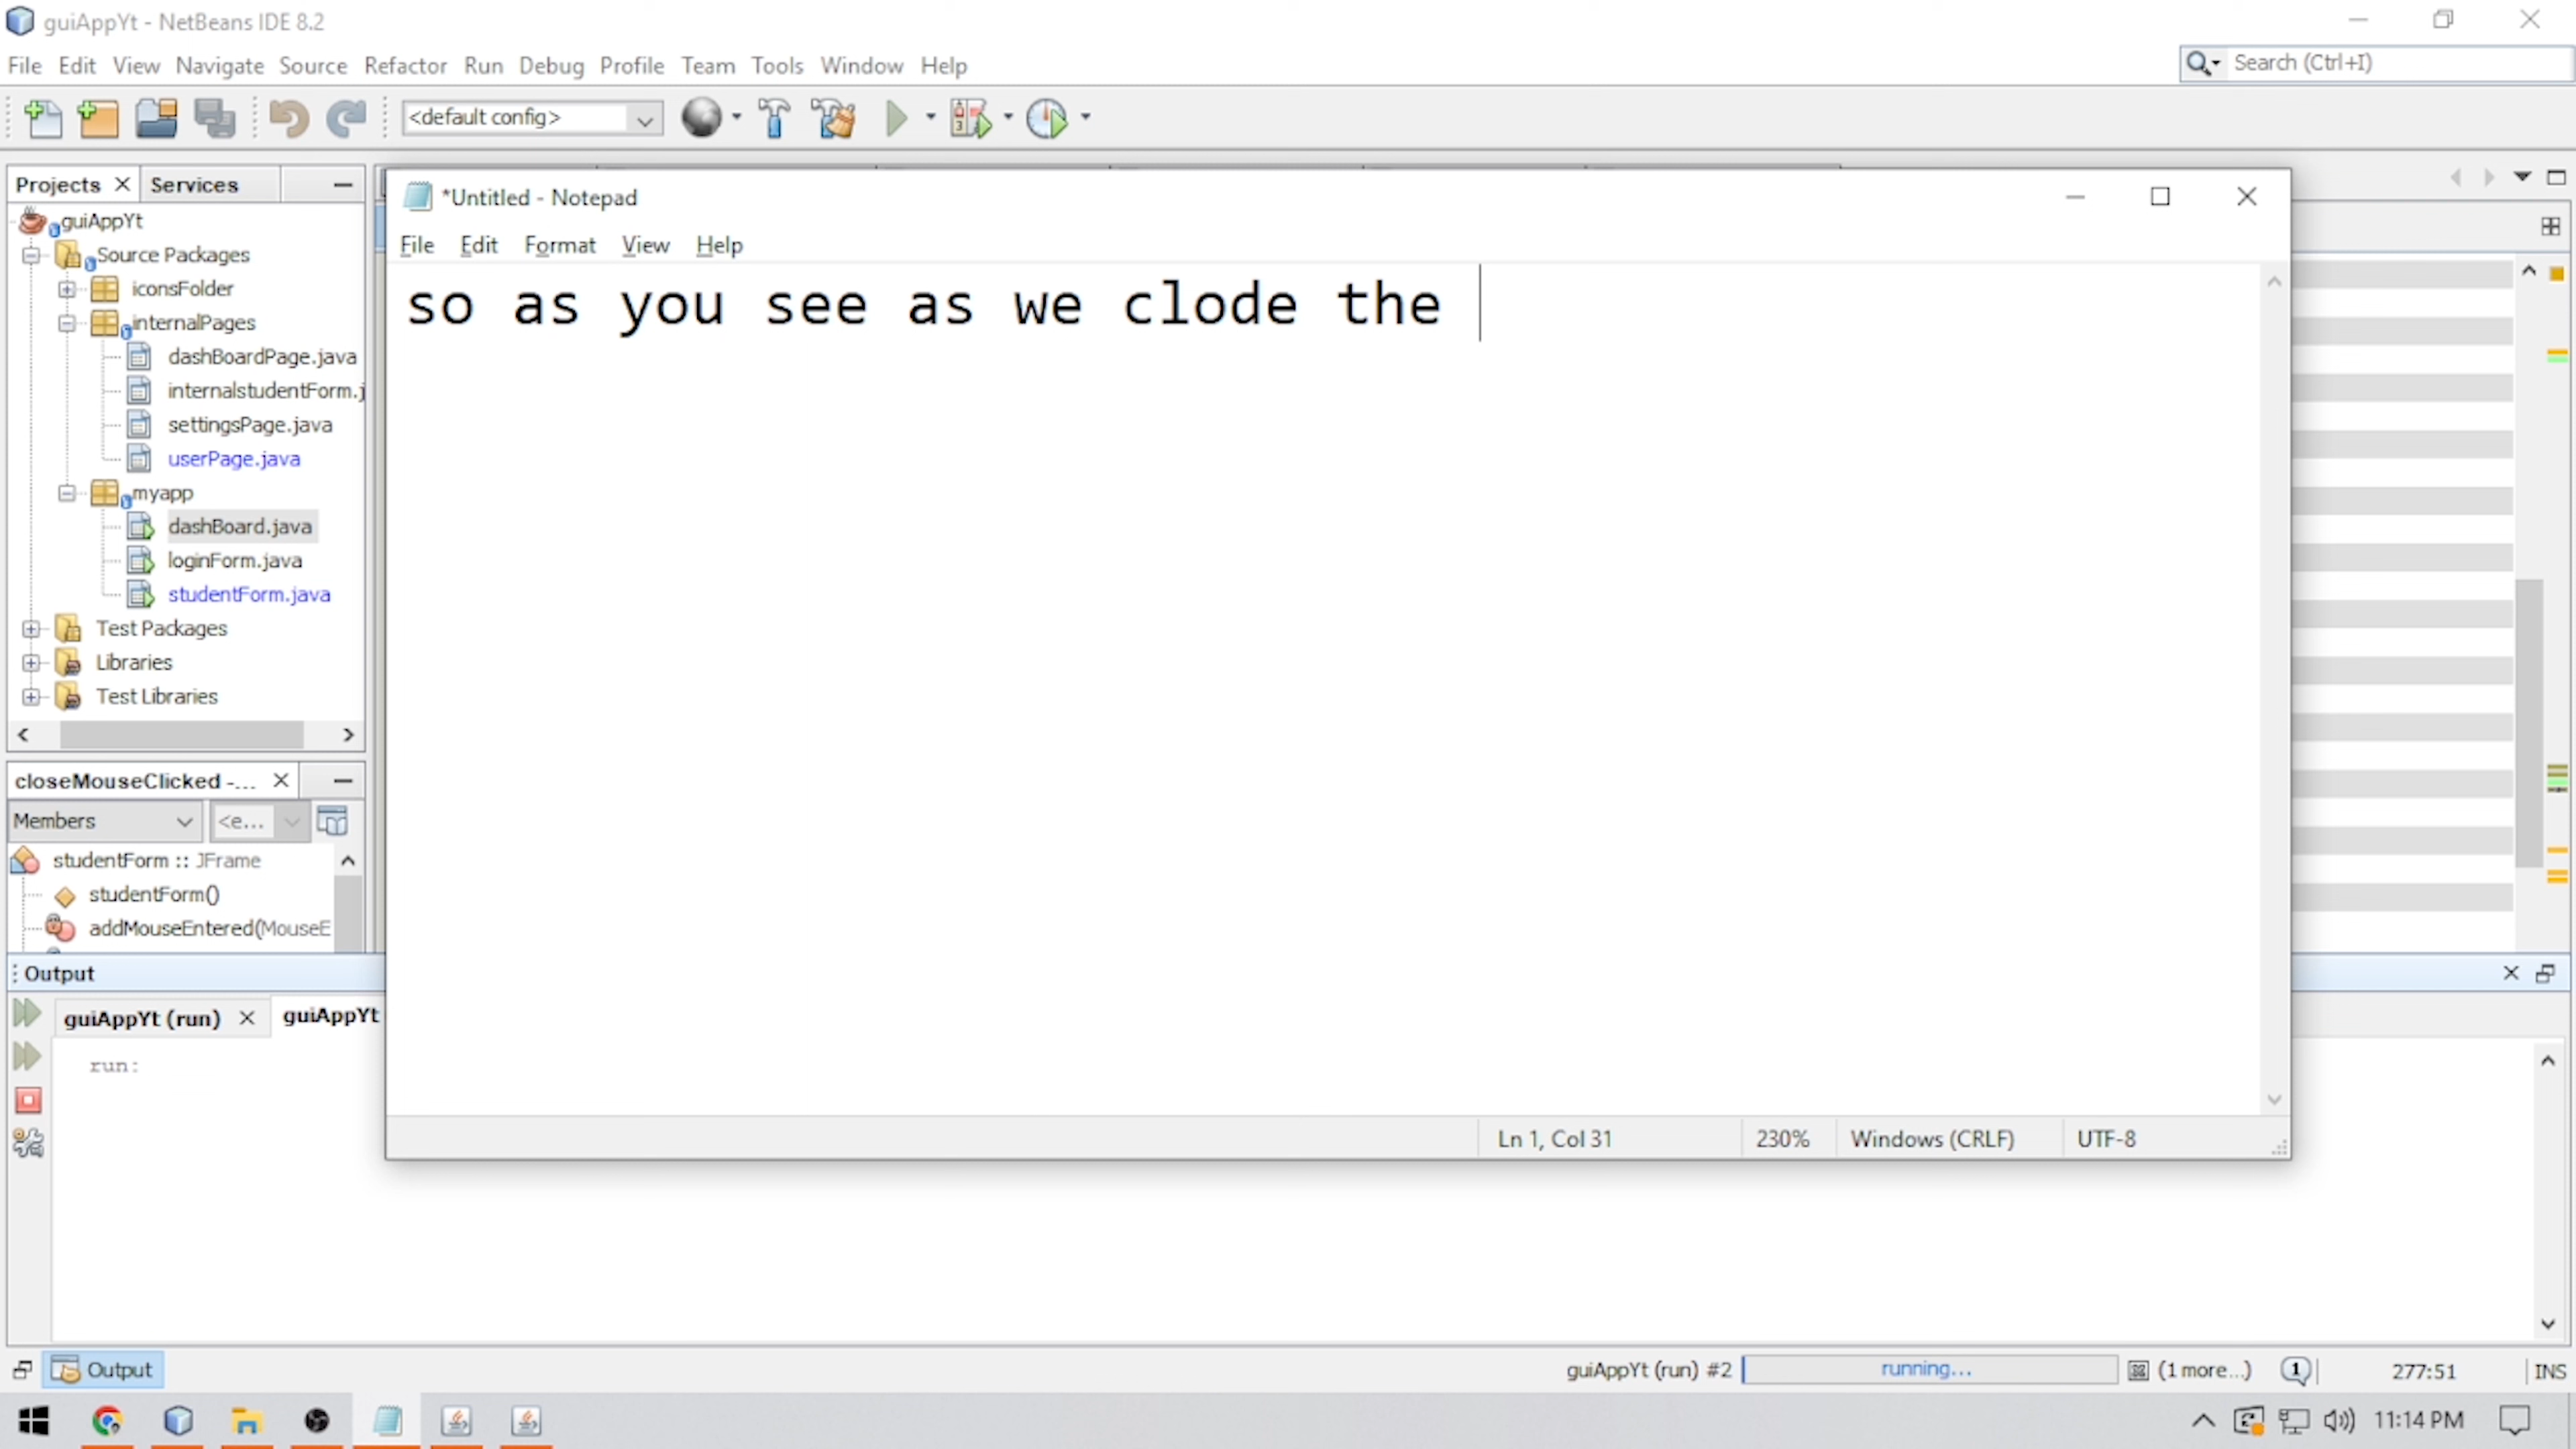 guiAppYt - NetBeans IDE 8.2
File Edit View Navigate Source Refactor Run Debug Profile Team Tools Window Help
Search (Ctrl+I)
<default config>
Projects
Services
guiAppYt
Source Packages
iconsFolder
internalPages
dashBoardPage.java
internalstudentForm.j
settingsPage.java
userPage.java
myapp
dashBoard.java
loginForm.java
studentForm.java
Test Packages
Libraries
Test Libraries
*Untitled - Notepad
File Edit Format View Help
so as you see as we clode the
Ln 1, Col 31
230%
Windows (CRLF)
UTF-8
closeMouseClicked -...
Members
<e...
studentForm :: JFrame
studentForm()
addMouseEntered(MouseE
Output
guiAppYt (run)
guiAppYt
run:
Output
guiAppYt (run) #2
running...
(1 more...)
1
277:51
INS
11:14 PM